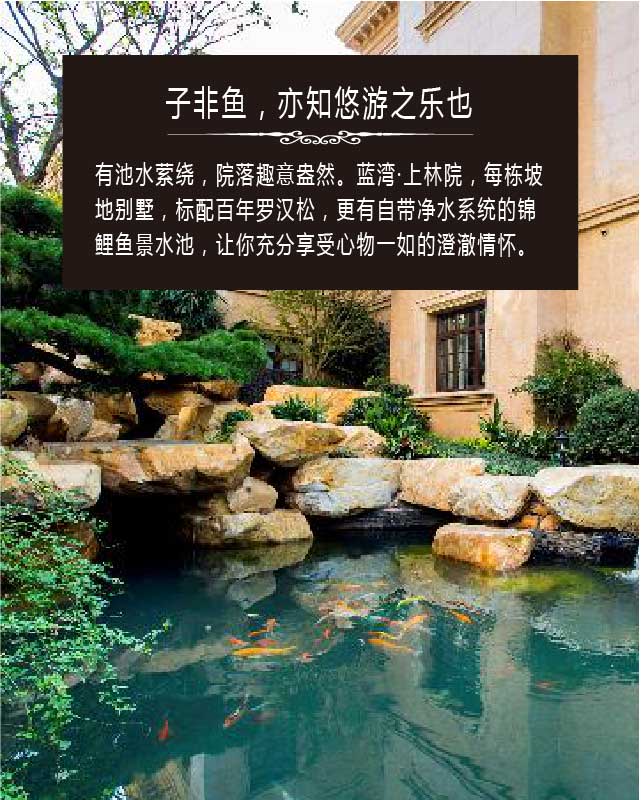 子非鱼，亦知悠游之乐也
有池水萦绕，院落趣意盎然。蓝湾·上林院，每栋坡
地别墅，标配百年罗汉松，更有自带净水系统的锦
鲤鱼景水池，让你充分享受心物一如的澄澈情怀。